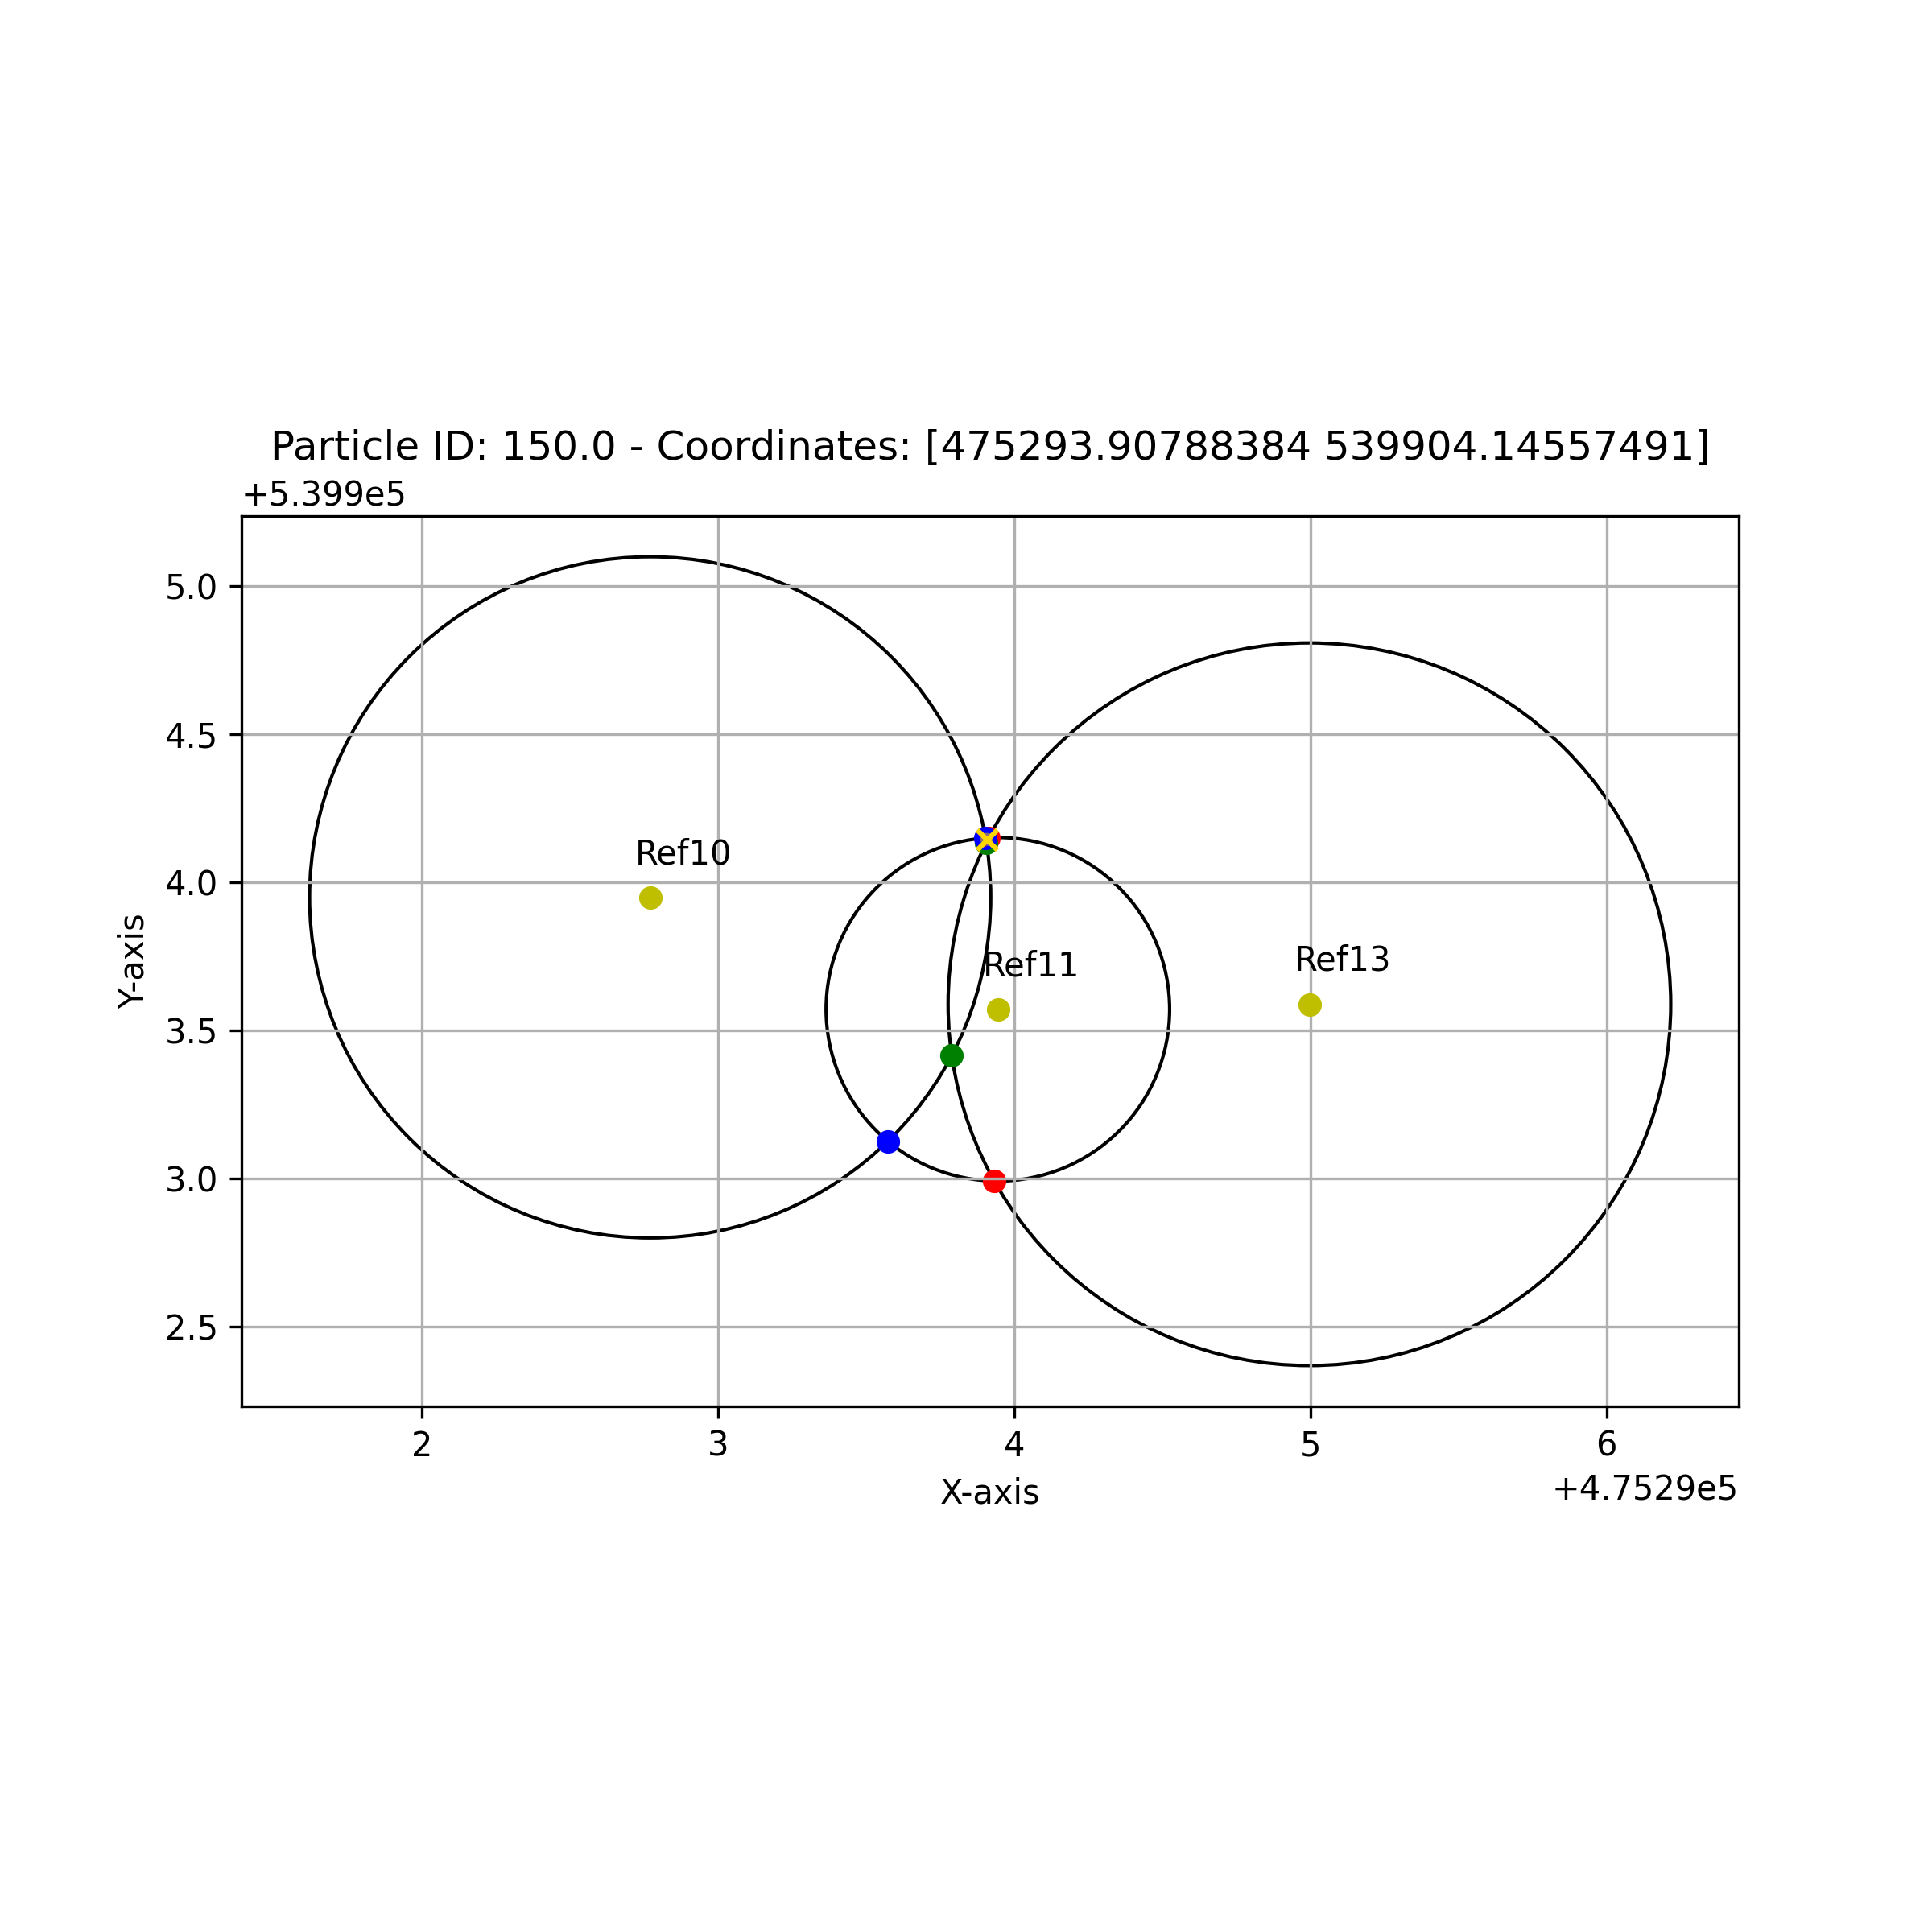 Particle ID: 150.0 - Coordinates: [475293.90788384 539904.14557491]
+5.399e5
5.0
4.5
4.0
3.5
3.0
2.5
Y-axis
Ref10
Ref11
Ref13
2 3 4 5 6
X-axis
+4.7529e5